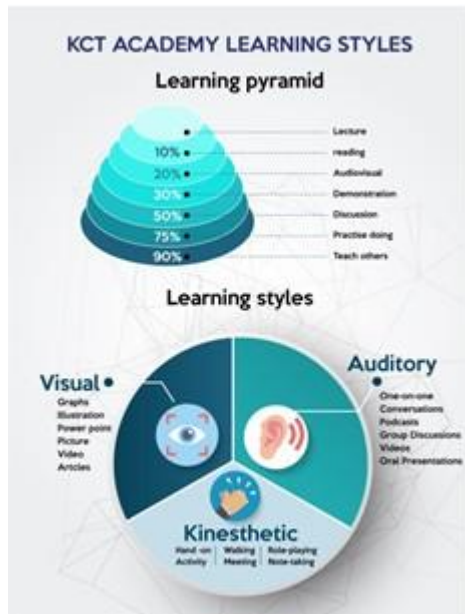 KCT ACADEMY LEARNING STYLES
Learning pyramid
Lecture
10% reading
20% Audiovisual
30% Demonstration
50% Discussion
75% Practise doing
90% Teach others
Learning styles
Visual
Graphs
Illustration
Power point
Picture
Video
Artcles
Auditory
One-on-one
Conversations
Podcasts
Group Discussions
Videos
Oral Presentations
Kinesthetic
Hand -on
Activity
Walking
Meening
Role-playing
Note-taking